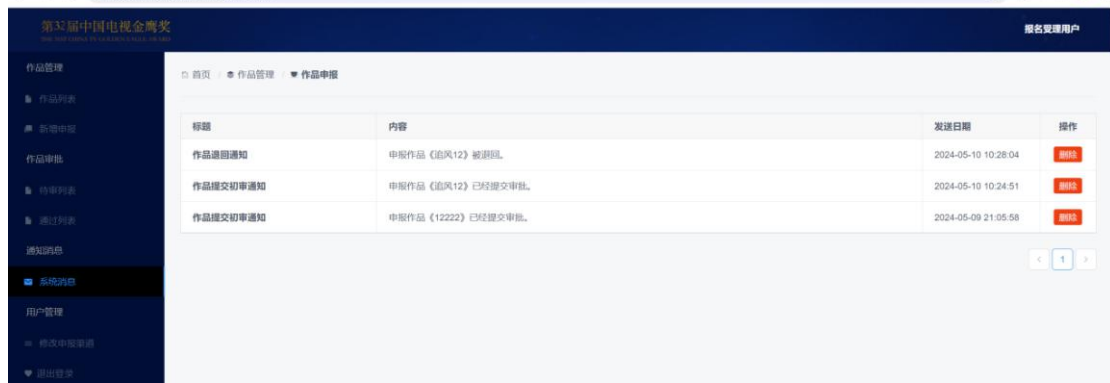 第32届中国电视金鹰奖
报名受理用户
作品管理
作品列表
新增申报
作品审批
待审列表
通过列表
通知消息
系统消息
用户管理
修改申报渠道
退出登录
首页 / 作品管理 / 作品申报
标题 内容 发送日期 操作
作品退回通知 申报作品《追风12》被退回。 2024-05-10 10:28:04 删除
作品提交初审通知 申报作品《追风12》已经提交审批。 2024-05-10 10:24:51 删除
作品提交初审通知 申报作品《12222》已经提交审批。 2024-05-09 21:05:58 删除
< 1 >